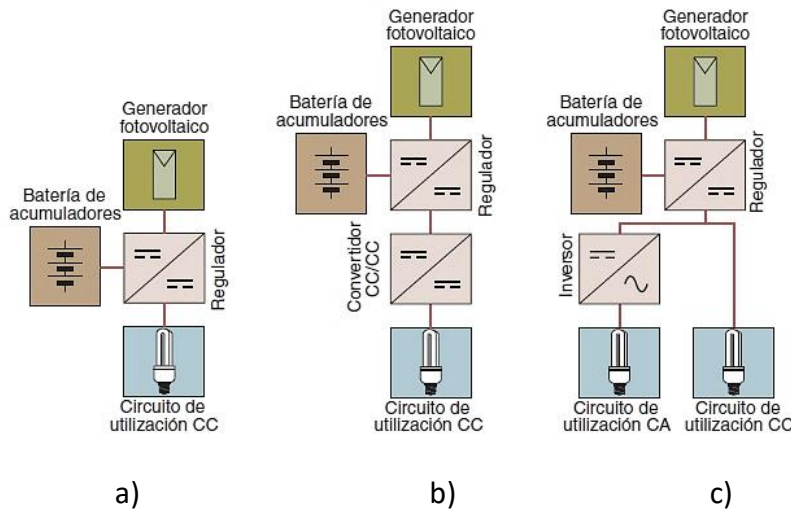 Generador
fotovoltaico
Batería de
acumuladores
Regulador
Circuito de
utilización CC
a)
Generador
fotovoltaico
Batería de
acumuladores
Regulador
Convertidor
CC/CC
Circuito de
utilización CC
b)
Generador
fotovoltaico
Batería de
acumuladores
Regulador
Inversor
Circuito de
utilización CA
Circuito de
utilización CC
c)